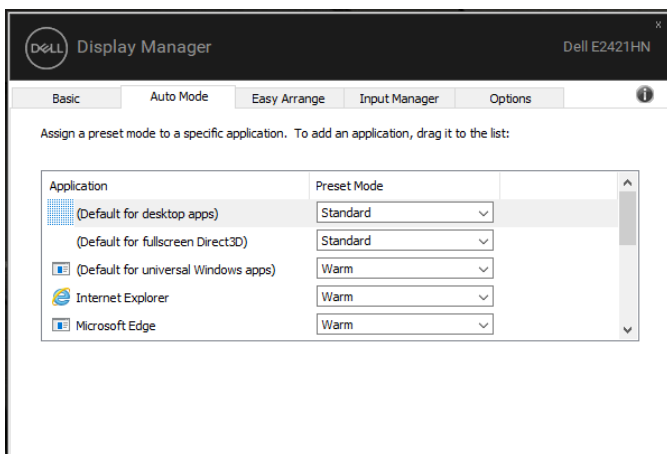 DELL Display Manager
Dell E2421HN
x
Basic Auto Mode Easy Arrange Input Manager Options
Assign a preset mode to a specific application. To add an application, drag it to the list:
Application Preset Mode
(Default for desktop apps) Standard
(Default for fullscreen Direct3D) Standard
(Default for universal Windows apps) Warm
Internet Explorer Warm
Microsoft Edge Warm